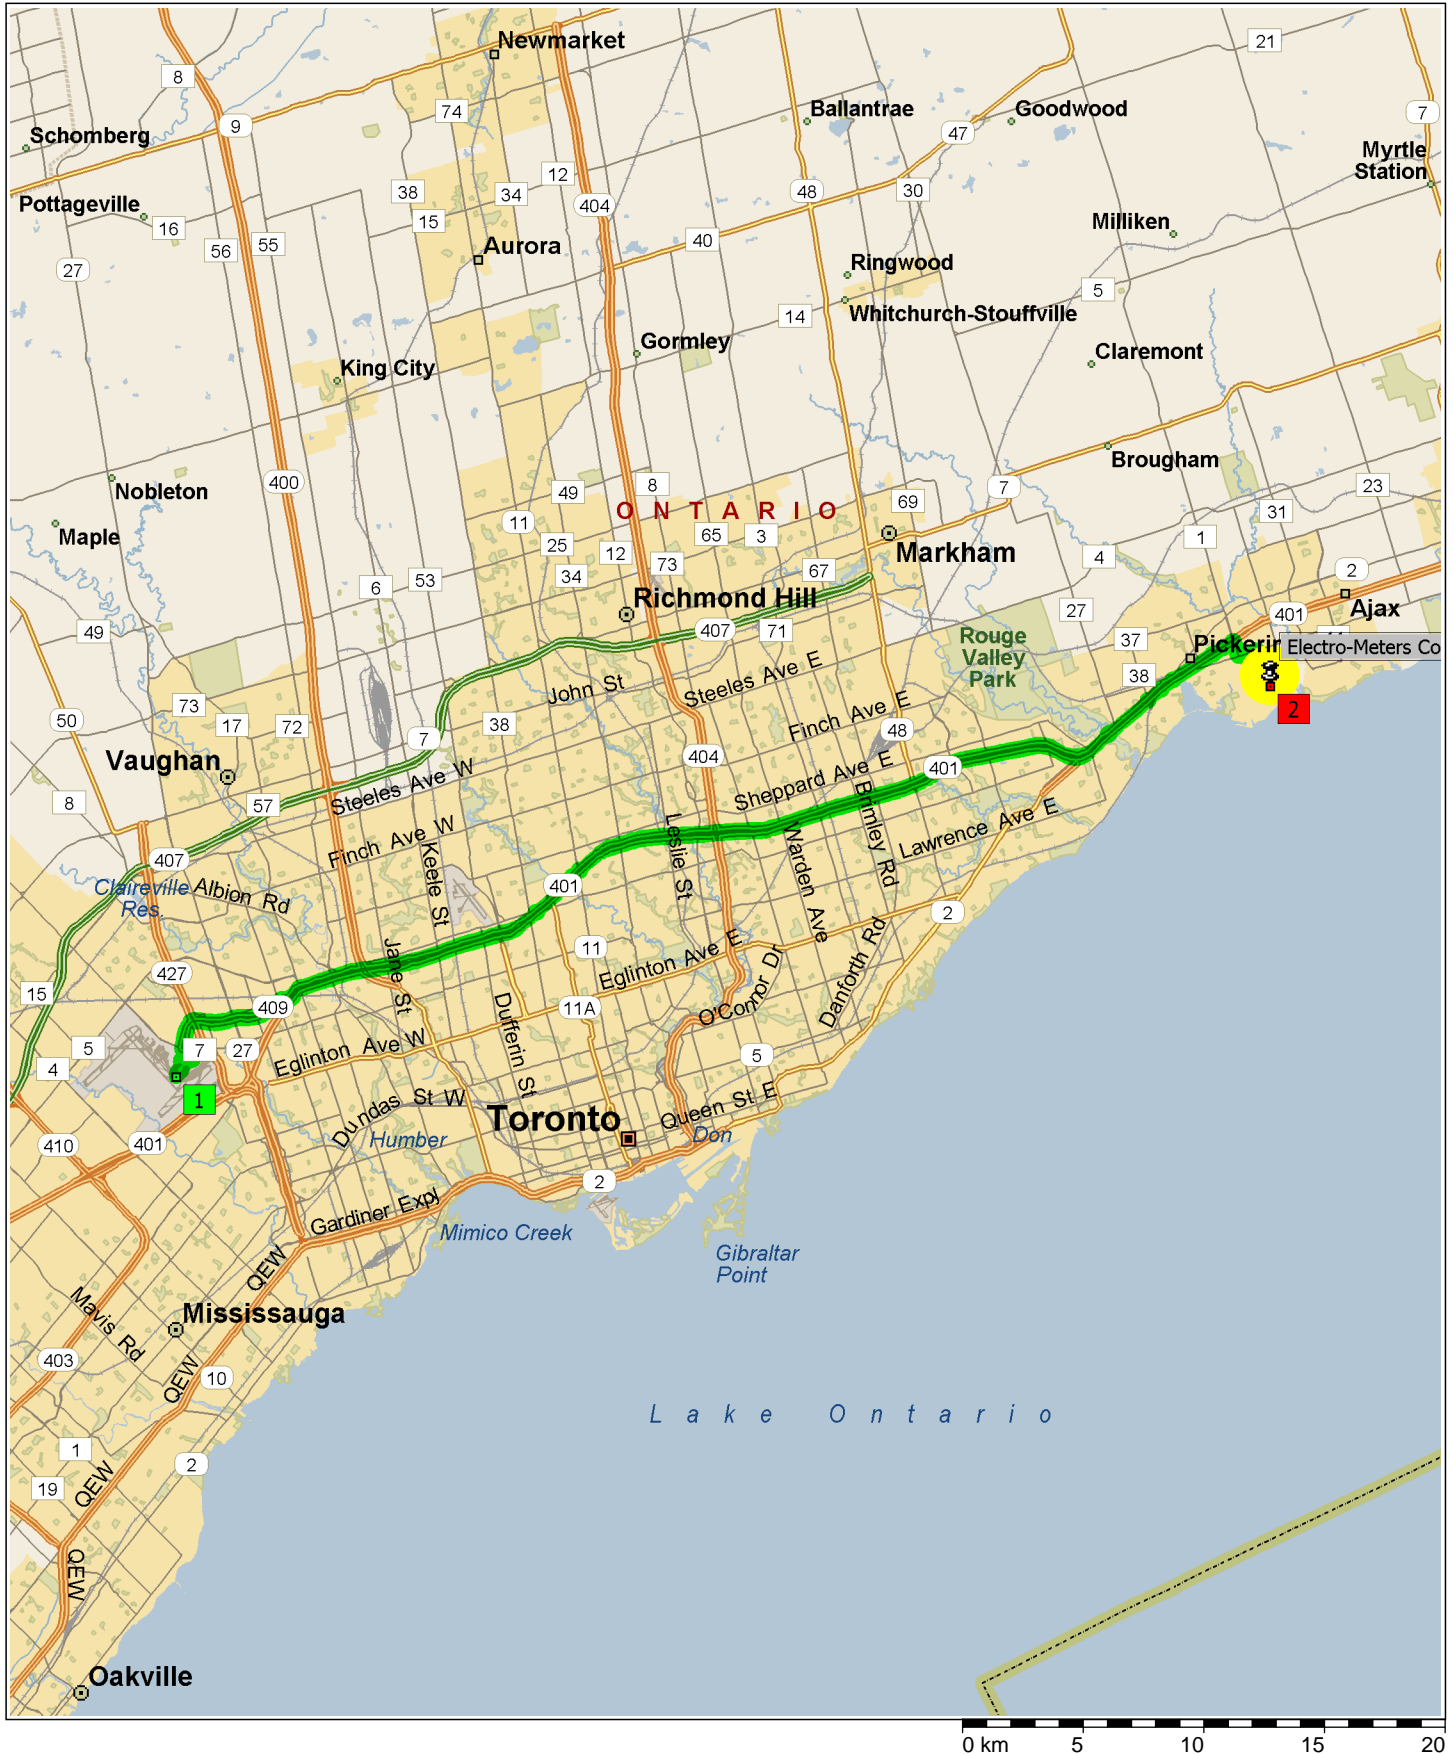 Newmarket
21
8
74
Ballantrae
Goodwood
7
9
47
Schomberg
Myrtle
Station
12
38
34
48
30
404
Pottageville
15
16
Milliken
56
55
40
Aurora
27
Ringwood
5
14
Whitchurch-Stouffville
Gormley
Claremont
King City
Brougham
400
8
7
23
Nobleton
49
69
ONTARIO
31
11
Maple
65
3
1
25
12
Markham
4
73
34
67
2
6
53
Richmond Hill
Ajax
27
401
49
407
71
Rouge
Valley
Park
37
Pickerin
Electro-Meters Co
38
Steeles Ave E
John St
73
2
50
17
72
38
Finch Ave E
48
7
Vaughan
404
401
Steeles Ave W
Sheppard Ave E
8
57
Brimley Rd
Lawrence Ave E
Finch Ave W
Leslie St
Warden Ave
407
Keele St
Claireville
Res.
Albion Rd
401
2
11
Eglinton Ave E
427
Jane St
O'Connor Dr
Danforth Rd
15
409
11A
Dufferin St
5
7
27
Eglinton Ave W
5
4
1
Dundas St W
Queen St E
Toronto
410
401
Humber
Don
2
Gardiner Expl
Mimico Creek
Gibraltar
Point
QEW
Mavis Rd
Mississauga
403
QEW
10
Lake Ontario
1
2
19
QEW
QEW
Oakville
0 km 5 10 15 20